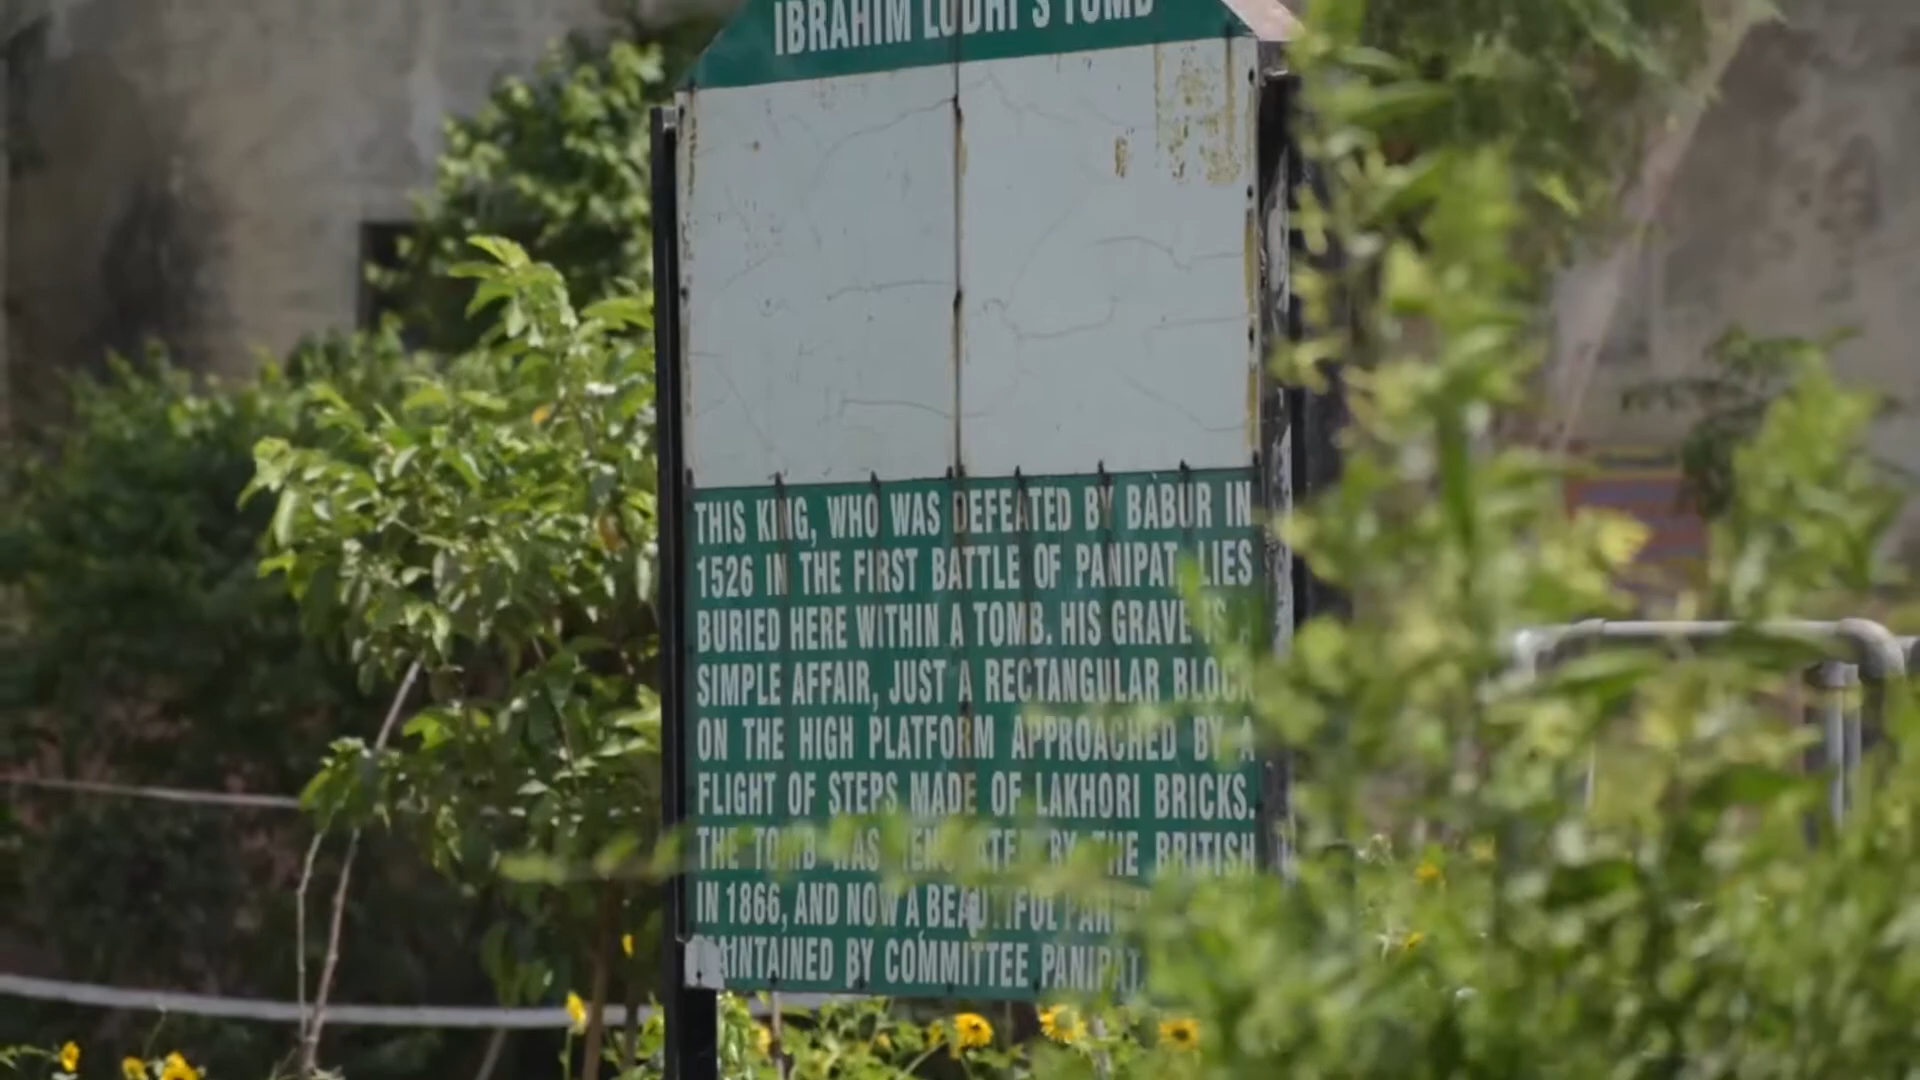 IBRAHIM LODHI'S TOMB
THIS KING, WHO WAS DEFEATED BY BABUR IN
1526 IN THE FIRST BATTLE OF PANIPAT, LIES
BURIED HERE WITHIN A TOMB. HIS GRAVE IS A
SIMPLE AFFAIR, JUST A RECTANGULAR BLOCK
ON THE HIGH PLATFORM APPROACHED BY A
FLIGHT OF STEPS MADE OF LAKHORI BRICKS.
THE TOMB WAS RENOVATED BY THE BRITISH
IN 1866, AND NOW A BEAUTIFUL
MAINTAINED BY COMMITTEE PANIPAT.